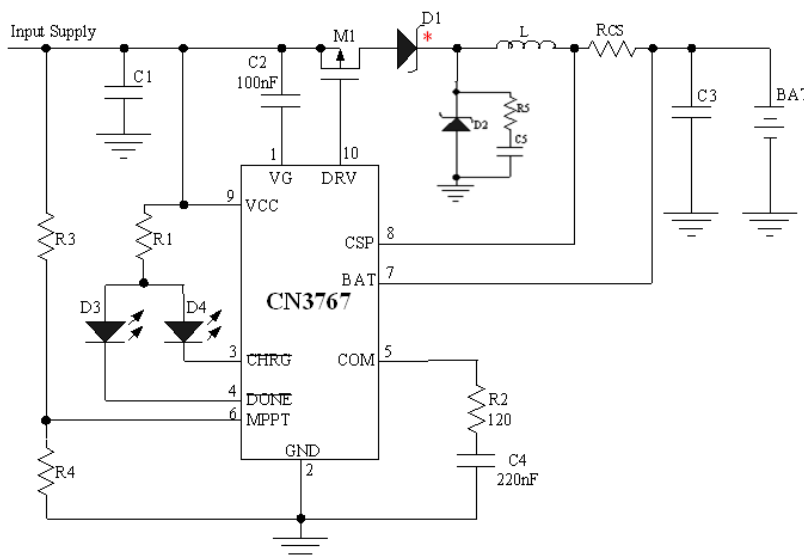 Input Supply
M1
D1
*
L
RCS
C1
C2
100nF
C3
BAT
R5
D2
C5
1
10
VG
DRV
9
VCC
R3
R1
CSP
8
BAT
7
CN3767
D3
D4
3
CHRG
COM
5
4
DONE
6
MPPT
R2
120
GND
2
R4
C4
220nF